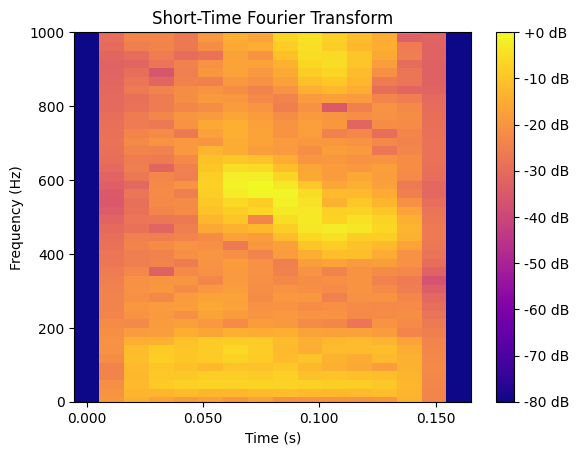 Short-Time Fourier Transform
1000
800
600
400
200
0
Frequency (Hz)
0.000
0.050
0.100
0.150
Time (s)
+0 dB
-10 dB
-20 dB
-30 dB
-40 dB
-50 dB
-60 dB
-70 dB
-80 dB